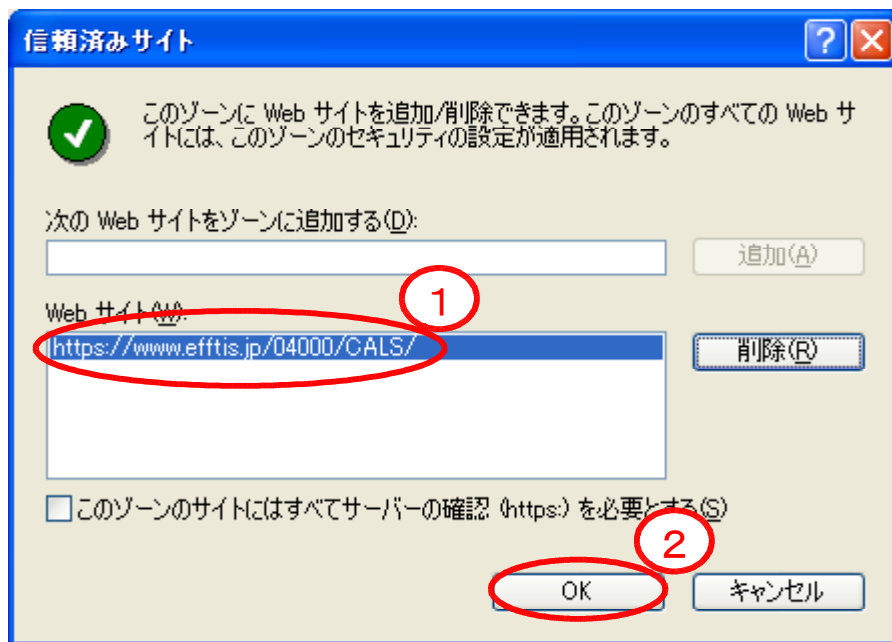 信頼済みサイト
このゾーンに Web サイトを追加/削除できます。このゾーンのすべての Web サ
イトには、このゾーンのセキュリティの設定が適用されます。
次の Web サイトをゾーンに追加する(D):
追加(A)
1
Web サイト(W):
https://www.efftis.jp/04000/CALS/
削除(R)
このゾーンのサイトにはすべてサーバーの確認 (https:) を必要とする(S)
2
OK
キャンセル